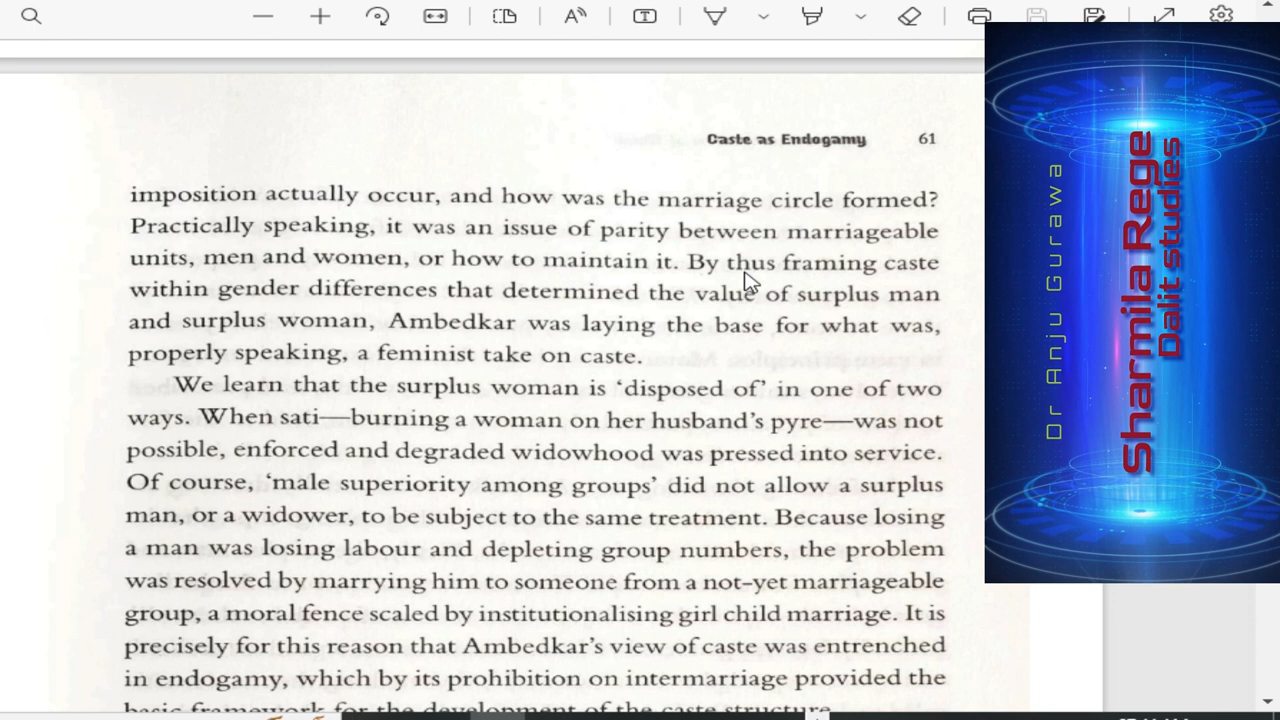 Caste as Endogamy 61
imposition actually occur, and how was the marriage circle formed?
Practically speaking, it was an issue of parity between marriageable
units, men and women, or how to maintain it. By thus framing caste
within gender differences that determined the value of surplus man
and surplus woman, Ambedkar was laying the base for what was,
properly speaking, a feminist take on caste.
We learn that the surplus woman is ‘disposed of’ in one of two
ways. When sati—burning a woman on her husband’s pyre—was not
possible, enforced and degraded widowhood was pressed into service.
Of course, ‘male superiority among groups’ did not allow a surplus
man, or a widower, to be subject to the same treatment. Because losing
a man was losing labour and depleting group numbers, the problem
was resolved by marrying him to someone from a not-yet marriageable
group, a moral fence scaled by institutionalising girl child marriage. It is
precisely for this reason that Ambedkar’s view of caste was entrenched
in endogamy, which by its prohibition on intermarriage provided the
basic framework for the development of the caste structure.
Dr Anju Gurawa
Sharmila Rege
Dalit studies